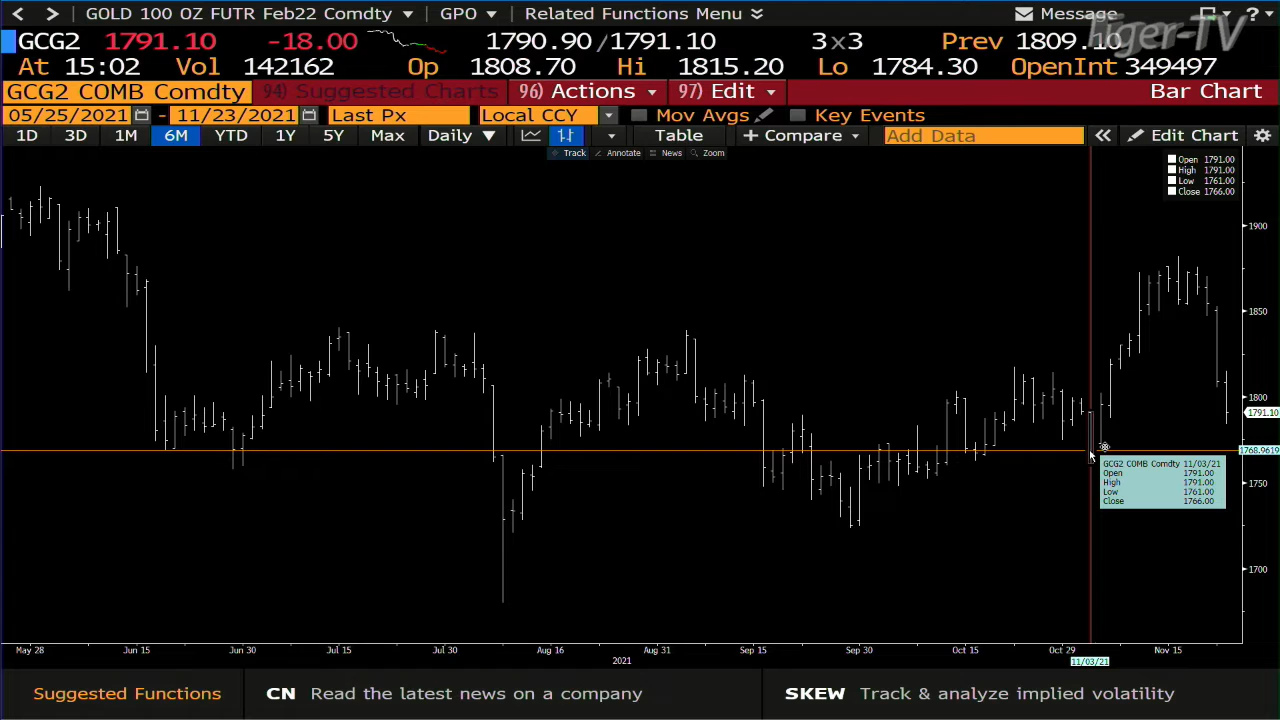 < > GOLD 100 OZ FUTR Feb22 Comdty ▼ GPO ▼ Related Functions Menu Message ?
Tiger-TV
GCG2 1791.10 -18.00 1790.90/1791.10 3x3 Prev 1809.10
At 15:02 Vol 142162 Op 1808.70 Hi 1815.20 Lo 1784.30 OpenInt 349497
GCG2 COMB Comdty 94) Suggested Charts 96) Actions 97) Edit Bar Chart
05/25/2021 - 11/23/2021 Last Px Local CCY Mov Avgs Key Events
1D 3D 1M 6M YTD 1Y 5Y Max Daily ▼ Table + Compare Add Data « Edit Chart
Track Annotate News Zoom
Open 1791.00
High 1791.00
Low 1761.00
Close 1766.00
1900
1850
1800
1791.10
1768.9619
1750
1700
GCG2 COMB Comdty 11/03/21
Open 1791.00
High 1791.00
Low 1761.00
Close 1766.00
May 28 Jun 15 Jun 30 Jul 15 Jul 30 Aug 16 Aug 31 Sep 15 Sep 30 Oct 15 Oct 29 Nov 15
2021
11/03/21
Suggested Functions CN Read the latest news on a company SKEW Track & analyze implied volatility